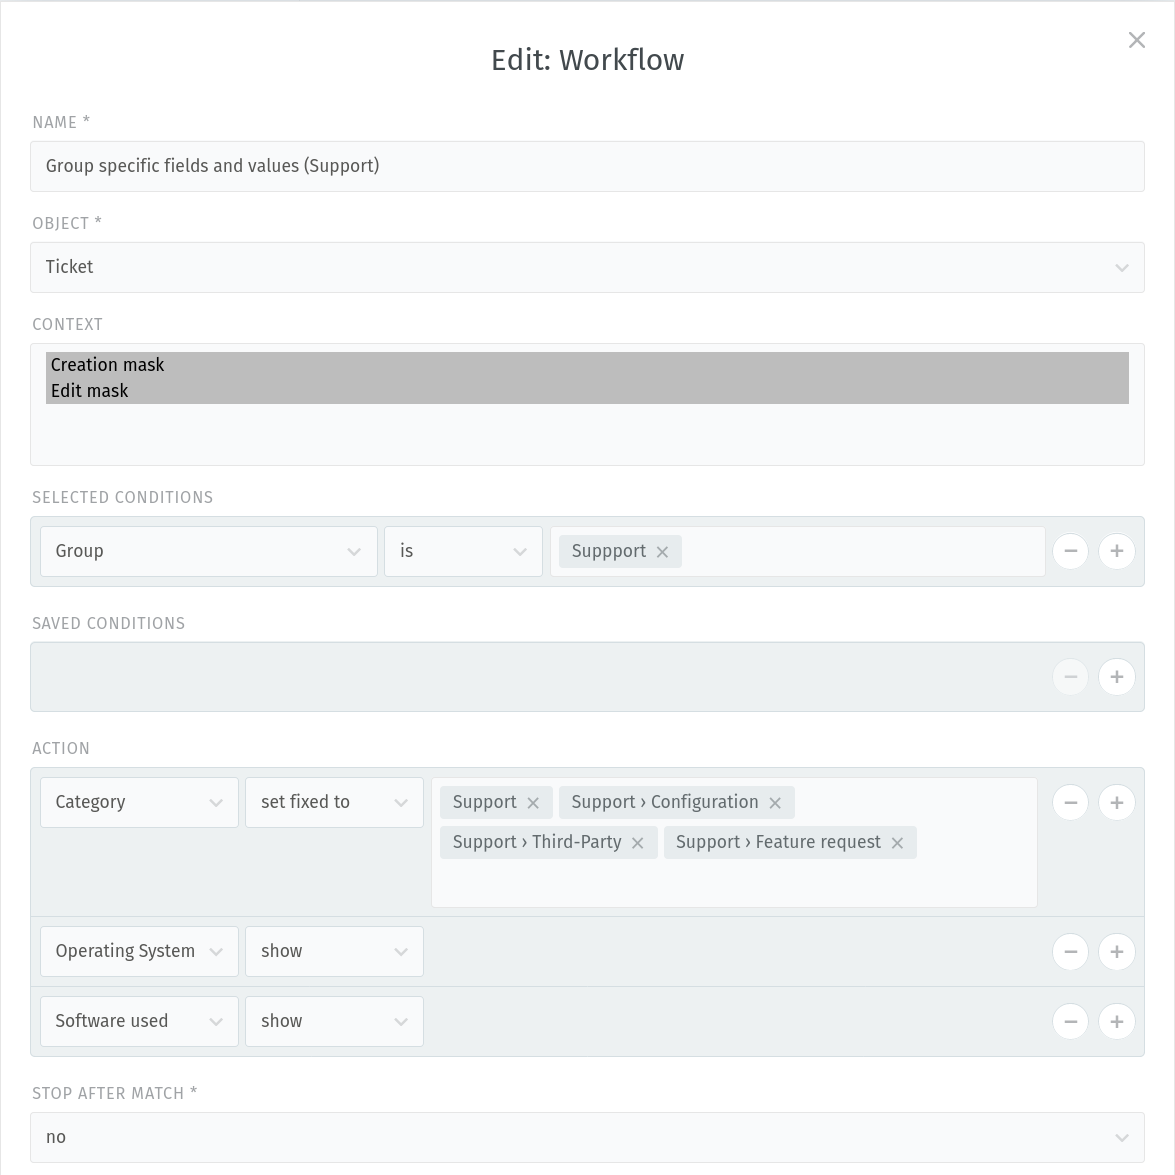 Edit: Workflow
NAME *
Group specific fields and values (Support)
OBJECT *
Ticket
CONTEXT
Creation mask
Edit mask
SELECTED CONDITIONS
Group is Suppport
SAVED CONDITIONS
ACTION
Category set fixed to Support Support › Configuration
Support › Third-Party Support › Feature request
Operating System show
Software used show
STOP AFTER MATCH *
no